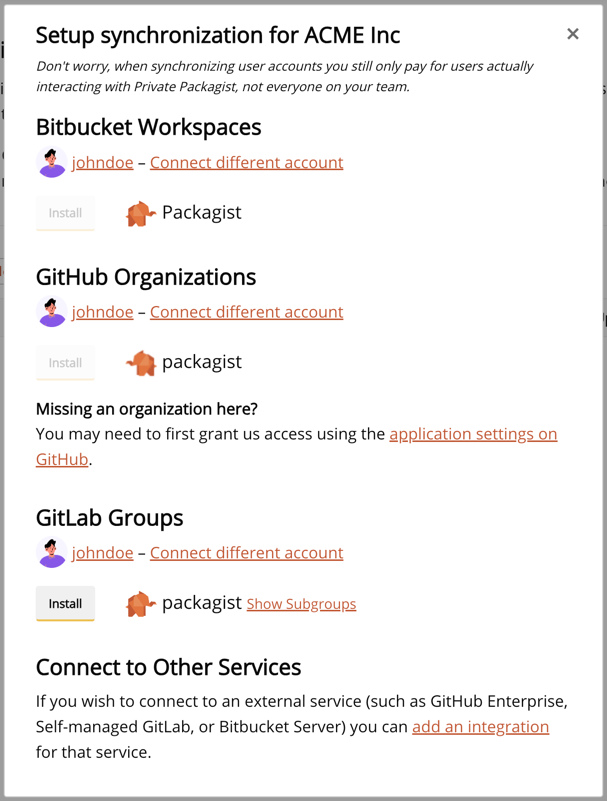 Setup synchronization for ACME Inc
Don't worry, when synchronizing user accounts you still only pay for users actually
interacting with Private Packagist, not everyone on your team.
Bitbucket Workspaces
johndoe – Connect different account
Install Packagist
GitHub Organizations
johndoe – Connect different account
Install packagist
Missing an organization here?
You may need to first grant us access using the application settings on
GitHub.
GitLab Groups
johndoe – Connect different account
Install packagist Show Subgroups
Connect to Other Services
If you wish to connect to an external service (such as GitHub Enterprise,
Self-managed GitLab, or Bitbucket Server) you can add an integration
for that service.